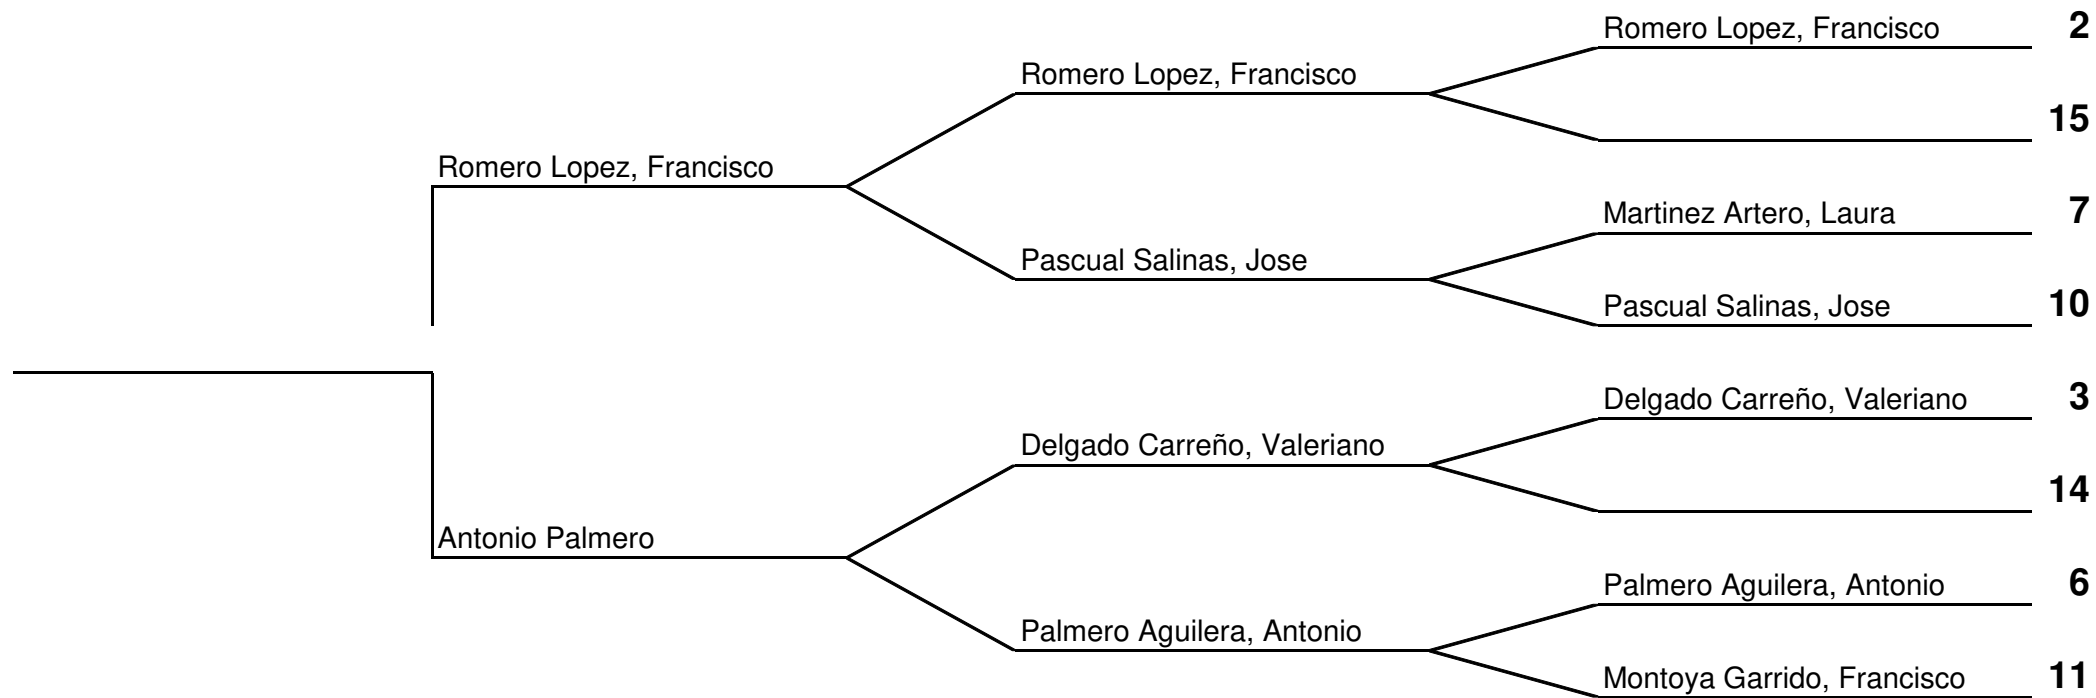 Romero Lopez, Francisco 2
Romero Lopez, Francisco
15
Romero Lopez, Francisco
Martinez Artero, Laura 7
Pascual Salinas, Jose
Pascual Salinas, Jose 10
Delgado Carreño, Valeriano 3
Delgado Carreño, Valeriano
14
Antonio Palmero
Palmero Aguilera, Antonio 6
Palmero Aguilera, Antonio
Montoya Garrido, Francisco 11